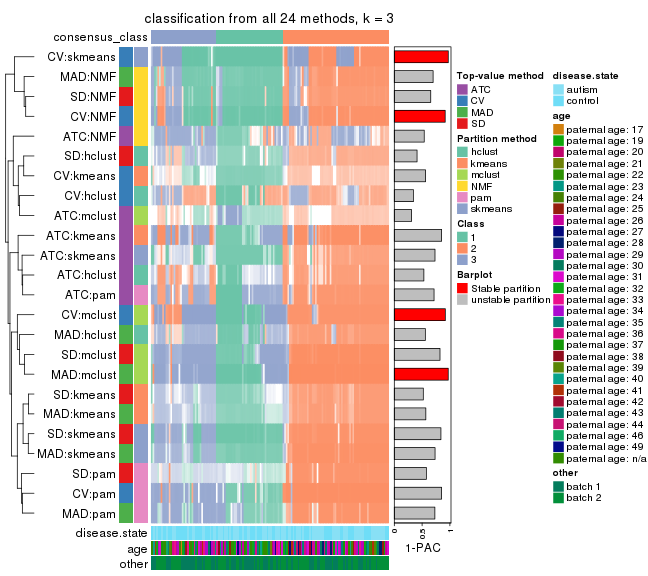 classification from all 24 methods, k = 3
consensus_class
CV:skmeans
MAD:NMF
SD:NMF
CV:NMF
ATC:NMF
SD:hclust
CV:kmeans
CV:hclust
ATC:mclust
ATC:kmeans
ATC:skmeans
ATC:hclust
ATC:pam
CV:mclust
MAD:hclust
SD:mclust
MAD:mclust
SD:kmeans
MAD:kmeans
SD:skmeans
MAD:skmeans
SD:pam
CV:pam
MAD:pam
disease.state
age
other
0
0.5
1
1-PAC
Top-value method
ATC
CV
MAD
SD
Partition method
hclust
kmeans
mclust
NMF
pam
skmeans
Class
1
2
3
Barplot
Stable partition
unstable partition
disease.state
autism
control
age
paternal age: 17
paternal age: 19
paternal age: 20
paternal age: 21
paternal age: 22
paternal age: 23
paternal age: 24
paternal age: 25
paternal age: 26
paternal age: 27
paternal age: 28
paternal age: 29
paternal age: 30
paternal age: 31
paternal age: 32
paternal age: 33
paternal age: 34
paternal age: 35
paternal age: 36
paternal age: 37
paternal age: 38
paternal age: 39
paternal age: 40
paternal age: 41
paternal age: 42
paternal age: 43
paternal age: 44
paternal age: 46
paternal age: 49
paternal age: n/a
other
batch 1
batch 2